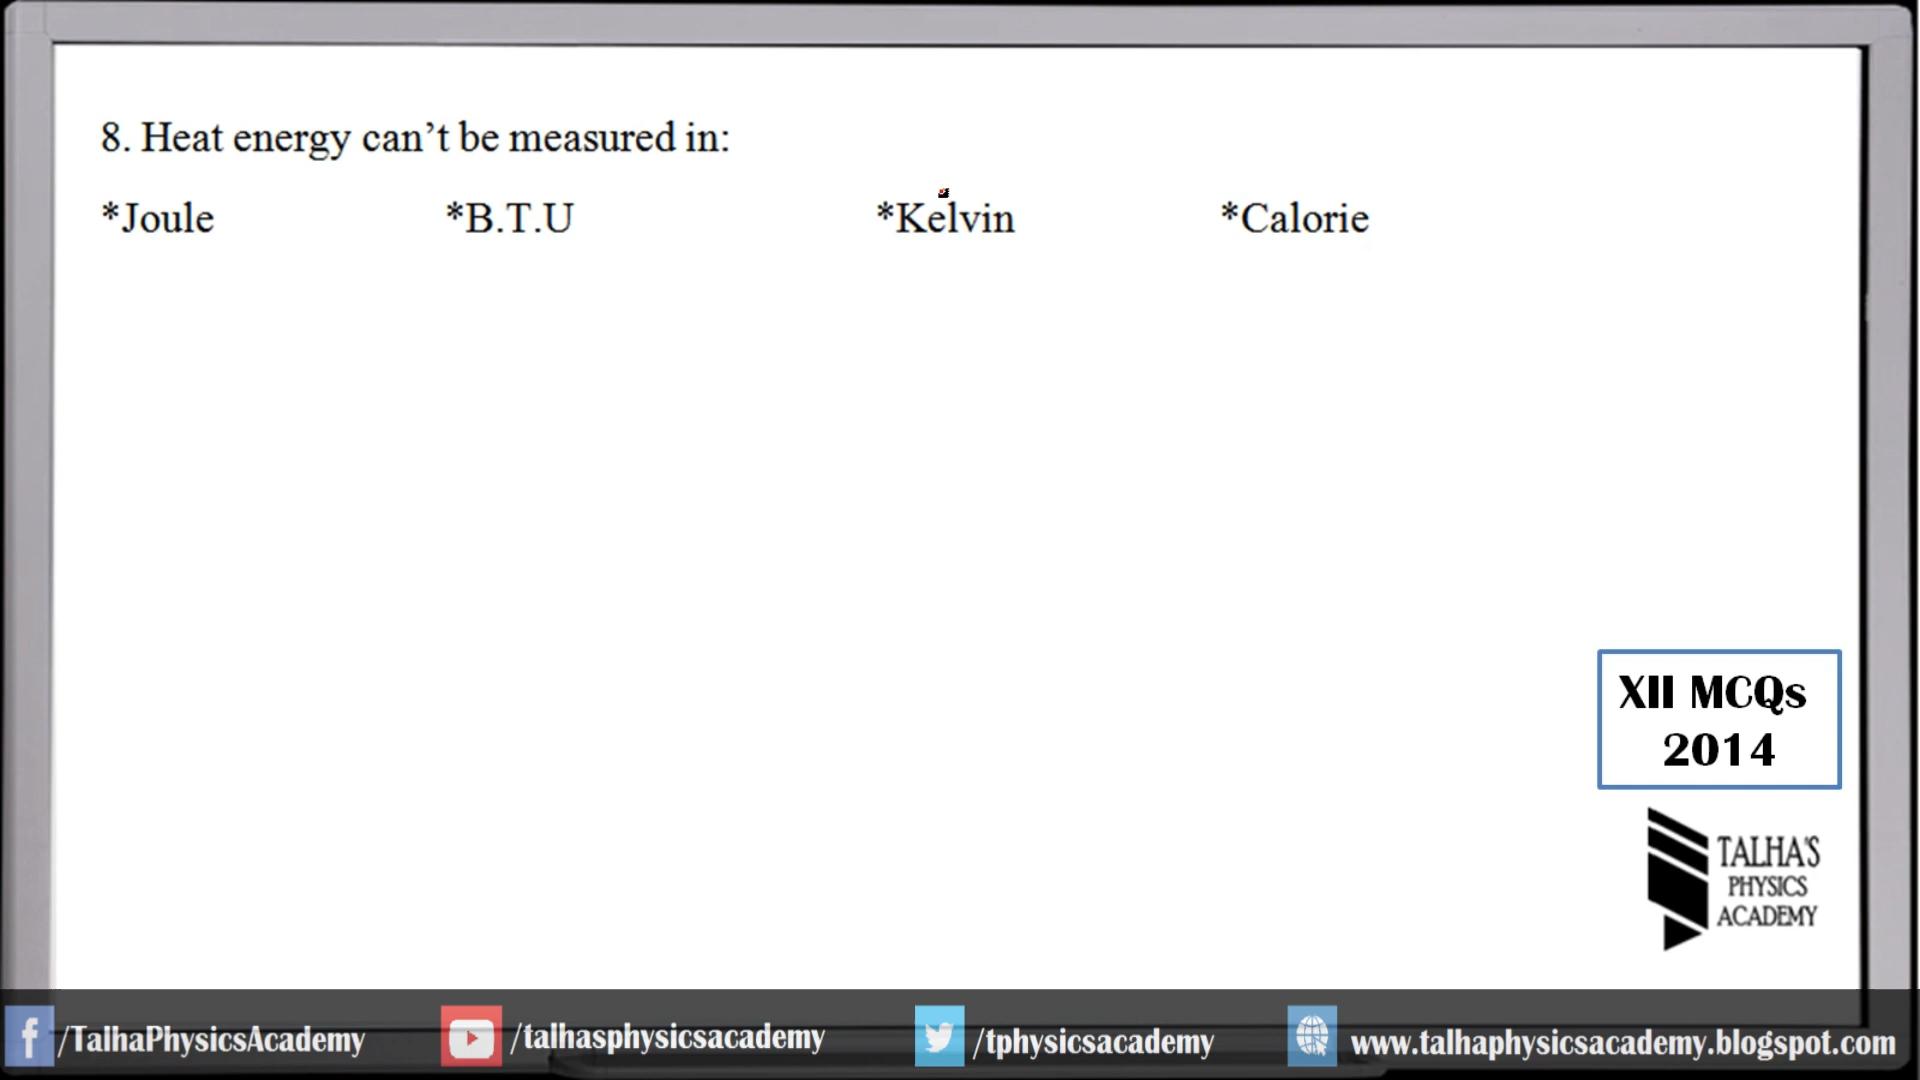 8. Heat energy can’t be measured in:
*Joule *B.T.U *Kelvin *Calorie
XII MCQs
2014
TALHA'S
PHYSICS
ACADEMY
/TalhaPhysicsAcademy /talhasphysicsacademy /tphysicsacademy www.talhaphysicsacademy.blogspot.com